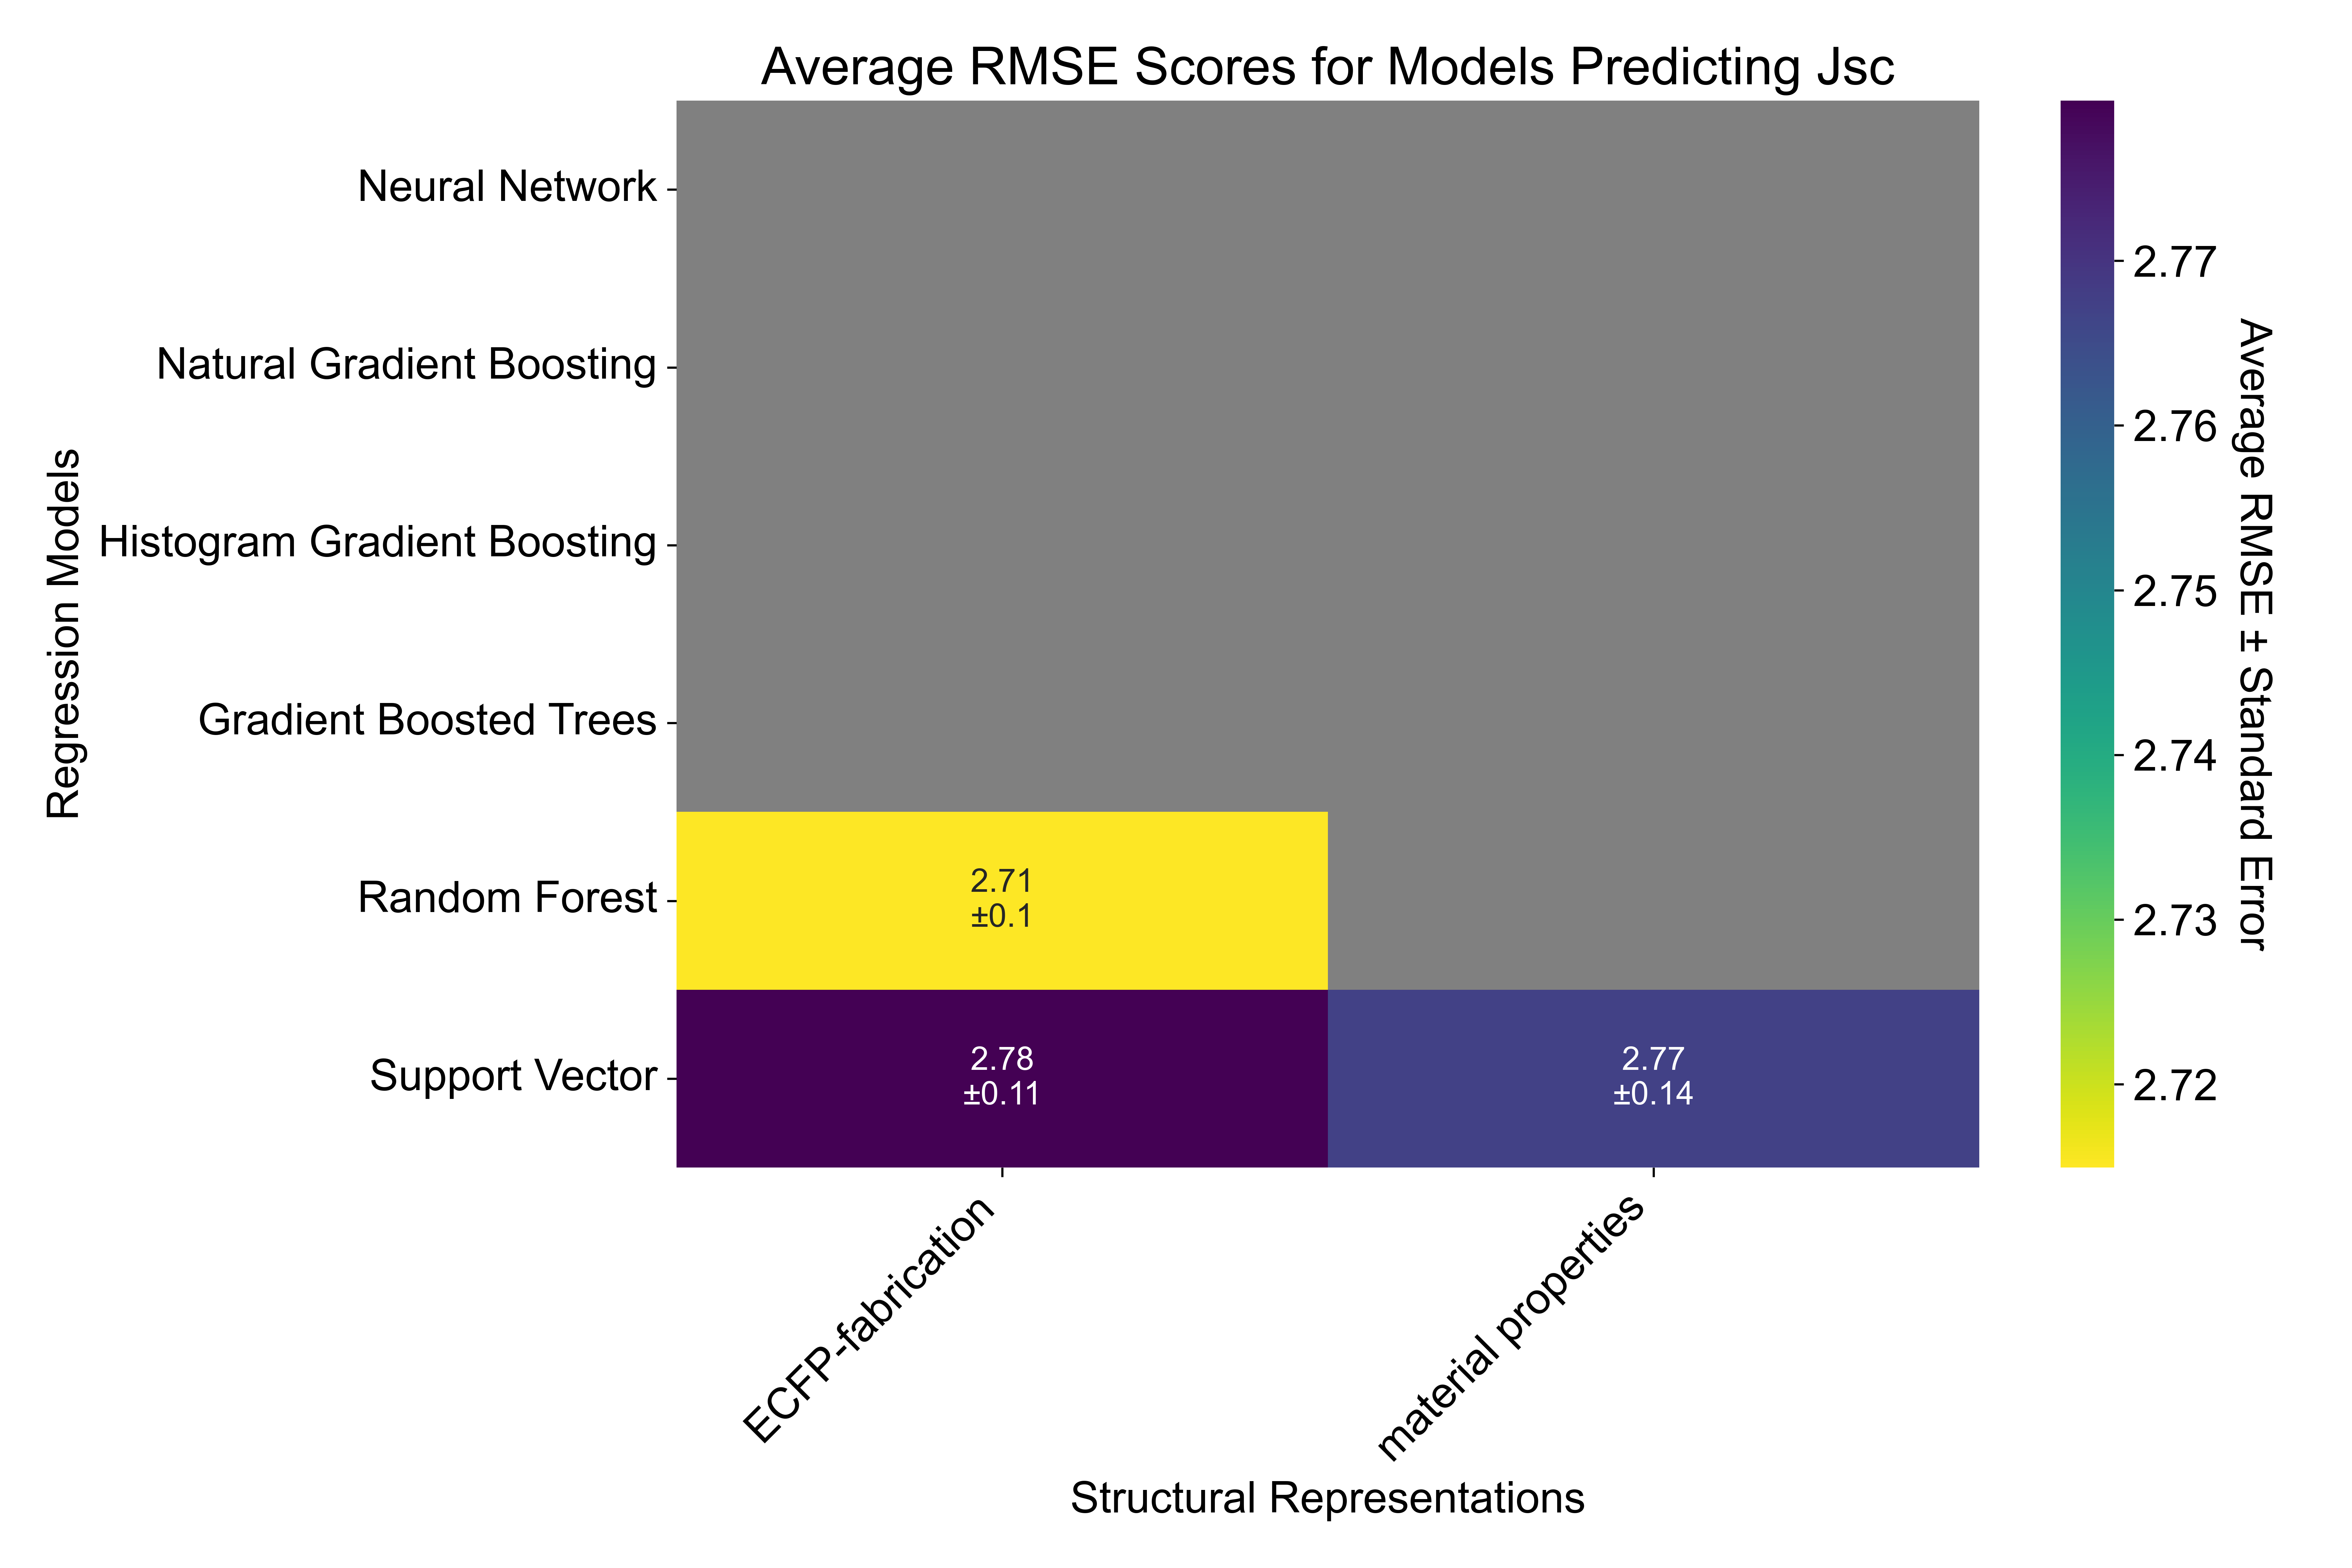 Average RMSE Scores for Models Predicting Jsc
Regression Models
Neural Network
Natural Gradient Boosting
Histogram Gradient Boosting
Gradient Boosted Trees
Random Forest
Support Vector
2.71
±0.1
2.78
±0.11
2.77
±0.14
ECFP-fabrication
material properties
Structural Representations
2.77
2.76
2.75
2.74
2.73
2.72
Average RMSE ± Standard Error